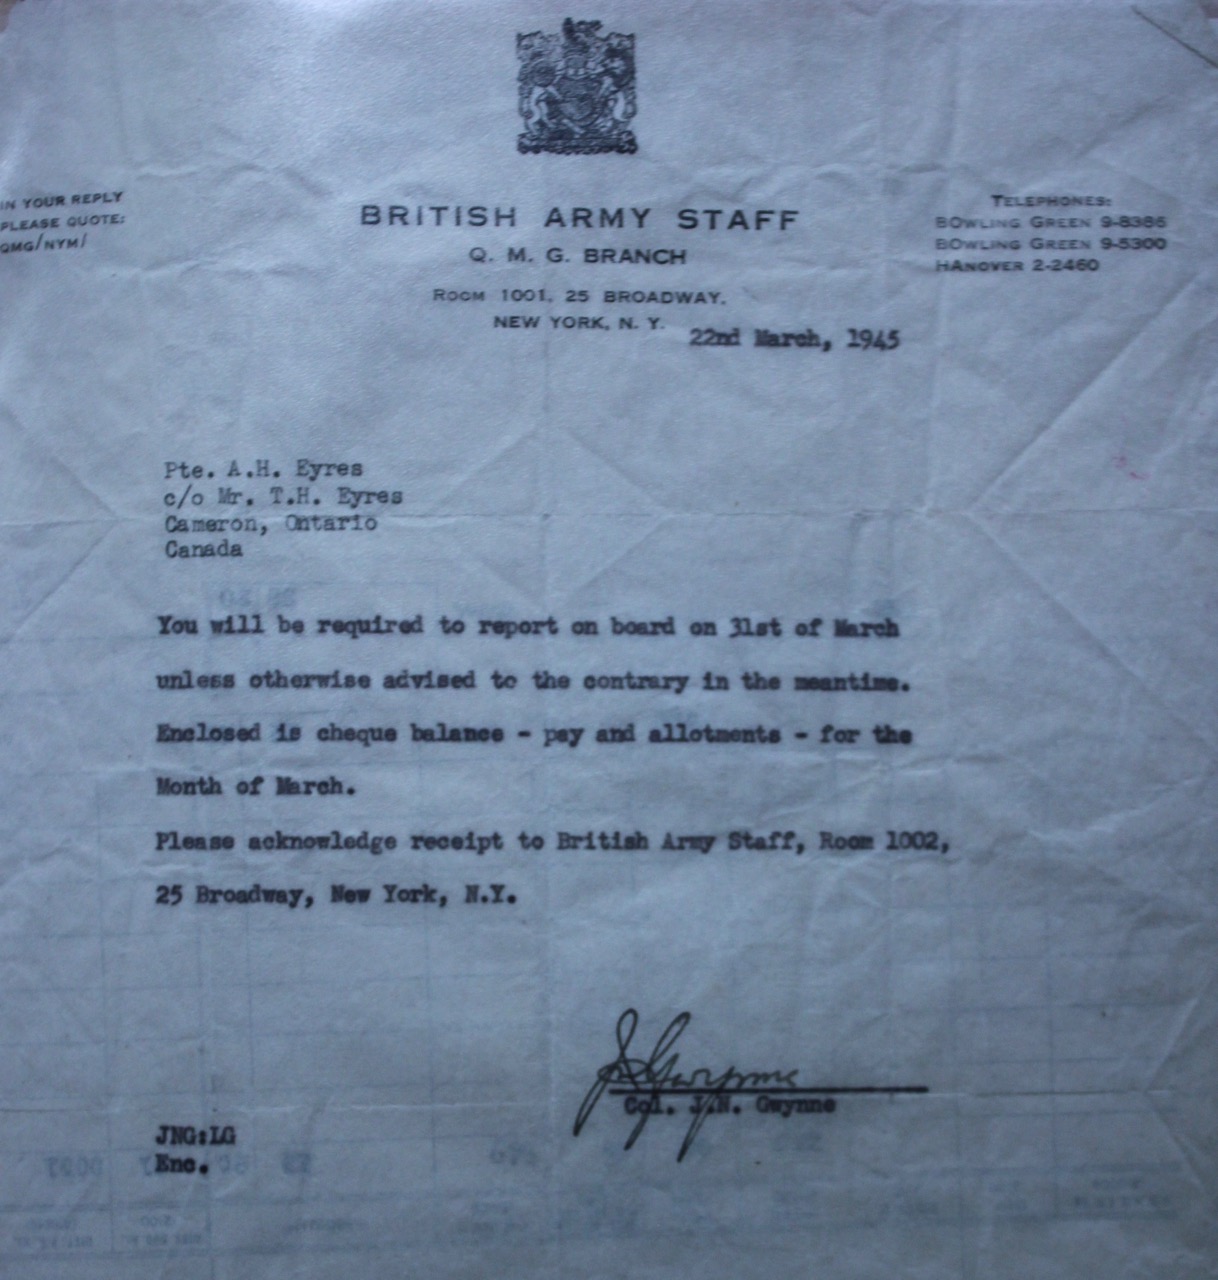 IN YOUR REPLY
PLEASE QUOTE:
QMG/NYM/
BRITISH ARMY STAFF
Q. M. G. BRANCH
ROOM 1001, 25 BROADWAY,
NEW YORK, N. Y.
TELEPHONES:
BOWLING GREEN 9-8386
BOWLING GREEN 9-5300
HANOVER 2-2460
22nd March, 1945
Pte. A.H. Eyres
c/o Mr. T.H. Eyres
Cameron, Ontario
Canada
You will be required to report on board on 31st of March
unless otherwise advised to the contrary in the meantime.
Enclosed is cheque balance - pay and allotments - for the
Month of March.
Please acknowledge receipt to British Army Staff, Room 1002,
25 Broadway, New York, N.Y.
J Gwynne
Col. J.N. Gwynne
JNG:LG
Enc.